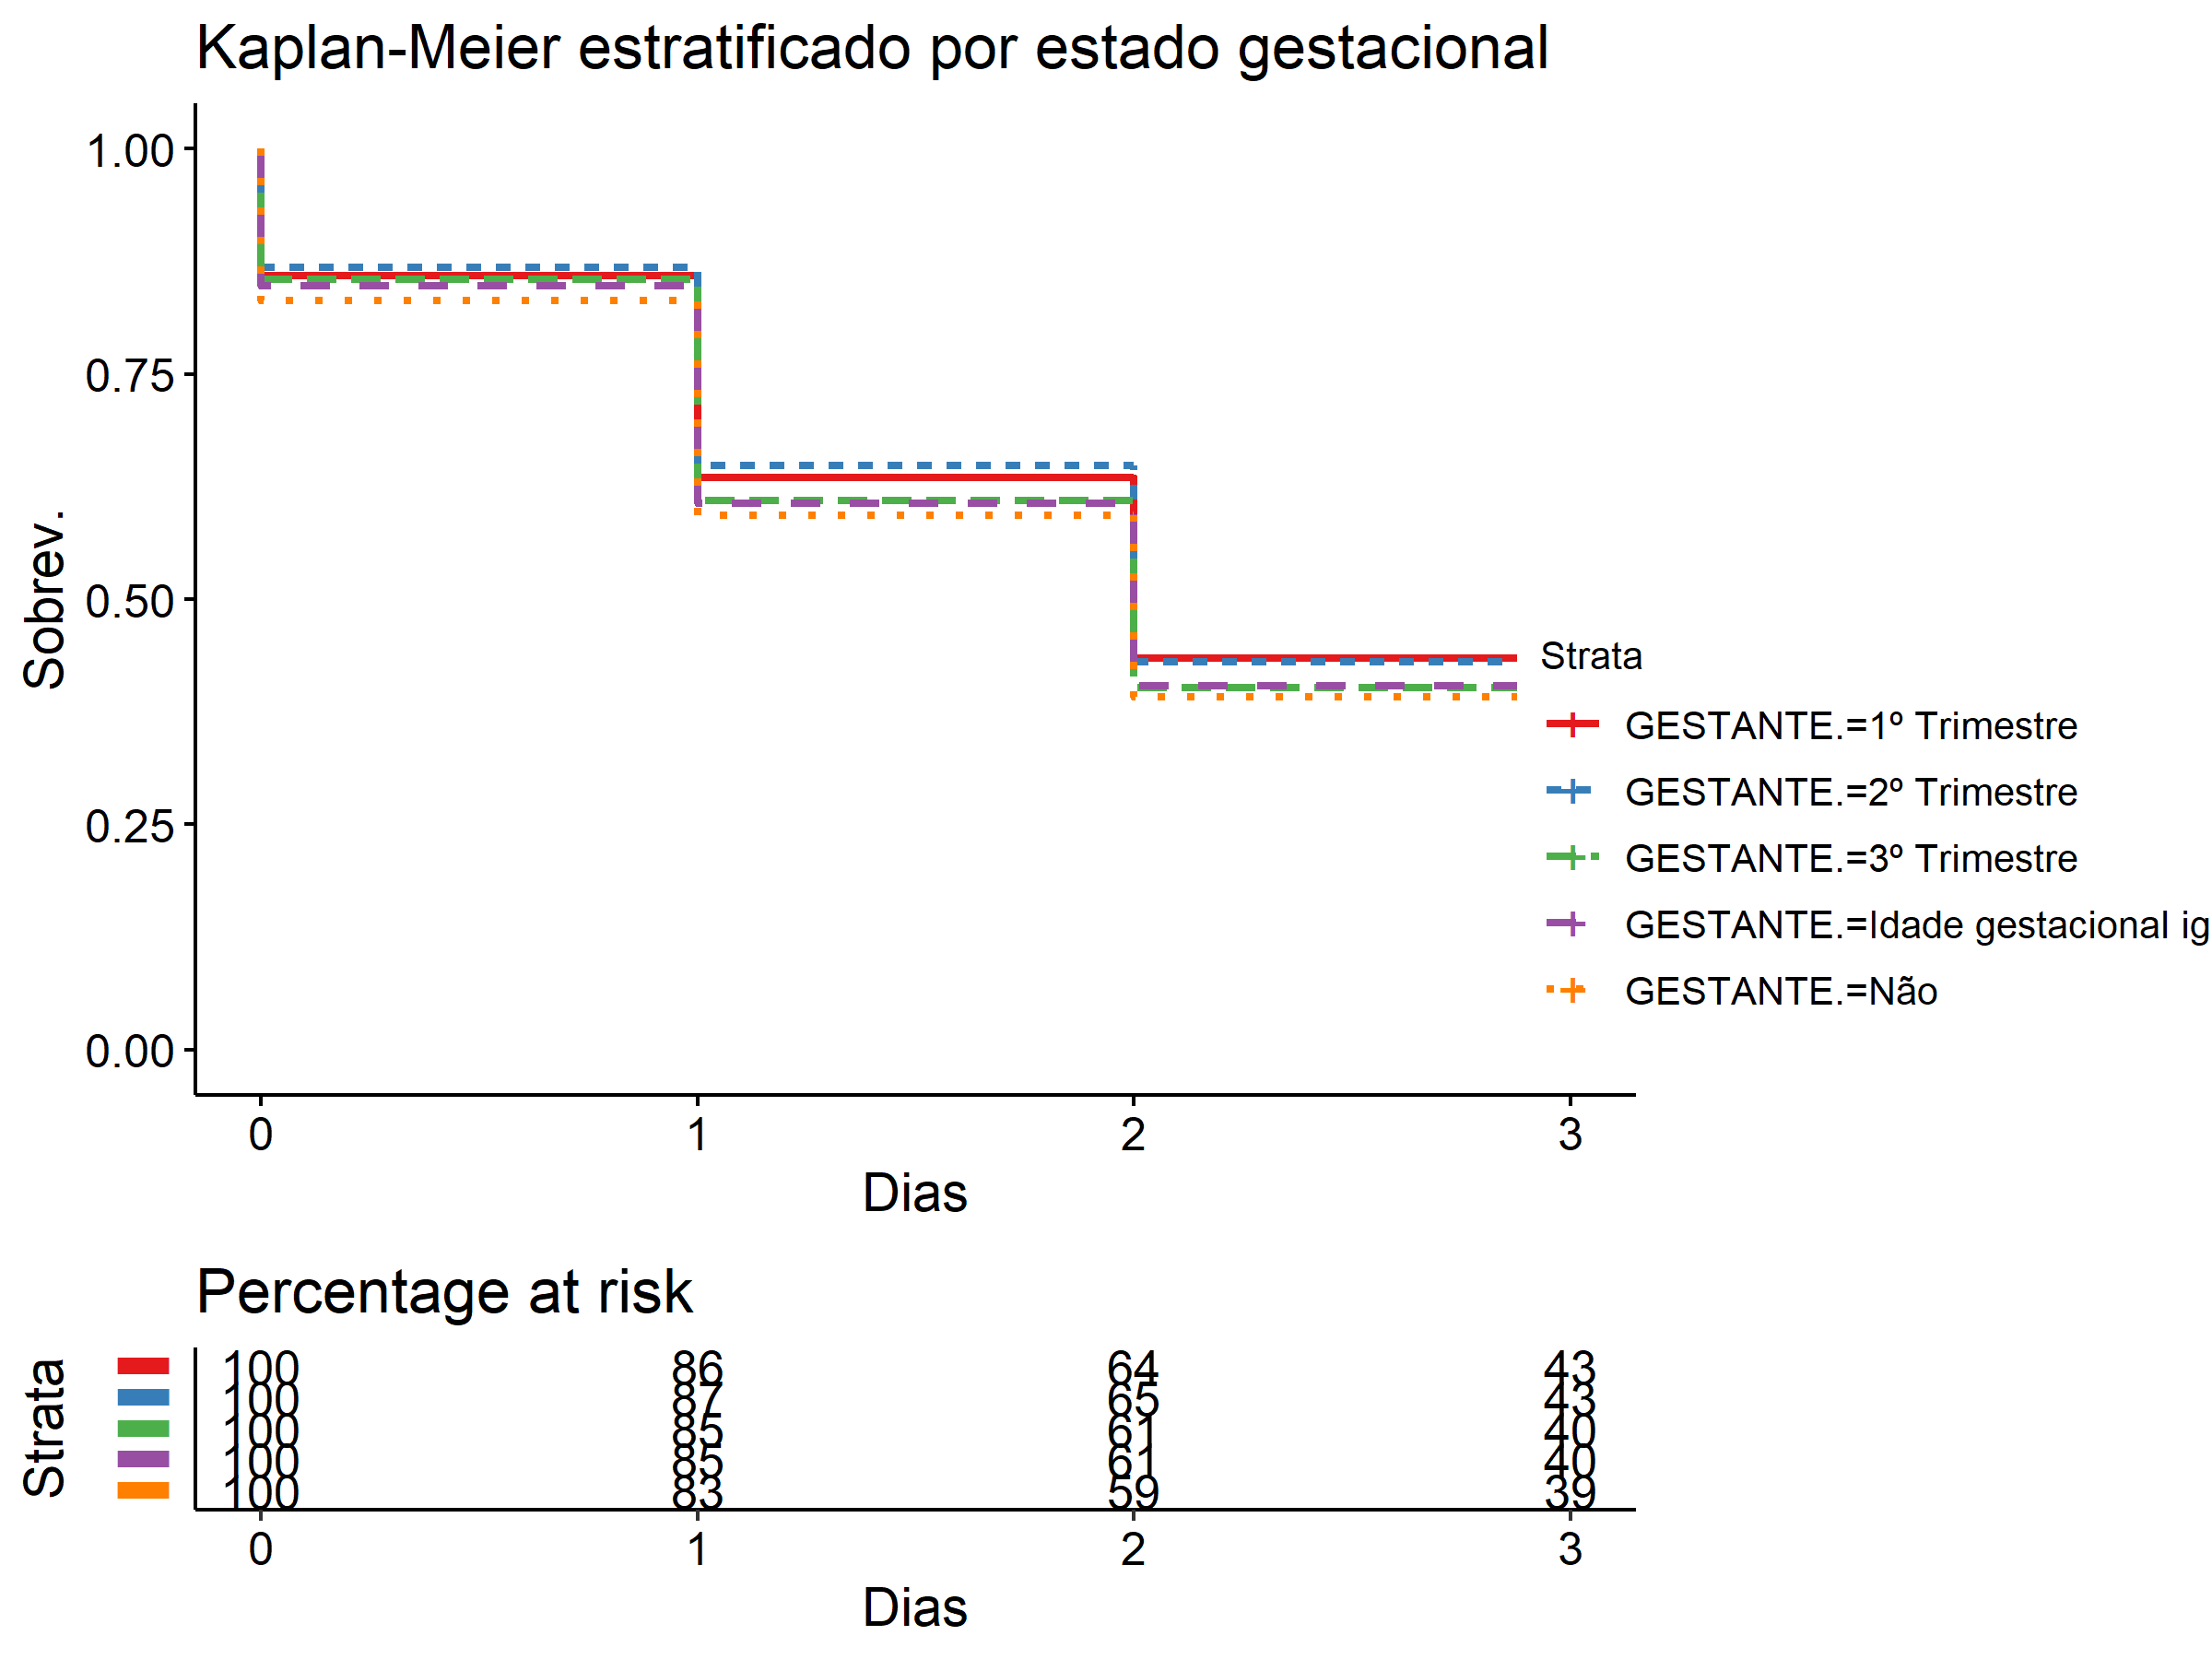 Kaplan-Meier estratificado por estado gestacional
1.00
0.75
0.50
0.25
0.00
Sobrev.
0 1 2 3
Dias
Strata
GESTANTE.=1º Trimestre
GESTANTE.=2º Trimestre
GESTANTE.=3º Trimestre
GESTANTE.=Idade gestacional ig
GESTANTE.=Não
Percentage at risk
Strata
100 86 64 43
100 87 65 43
100 85 61 40
100 85 61 40
100 83 59 39
0 1 2 3
Dias